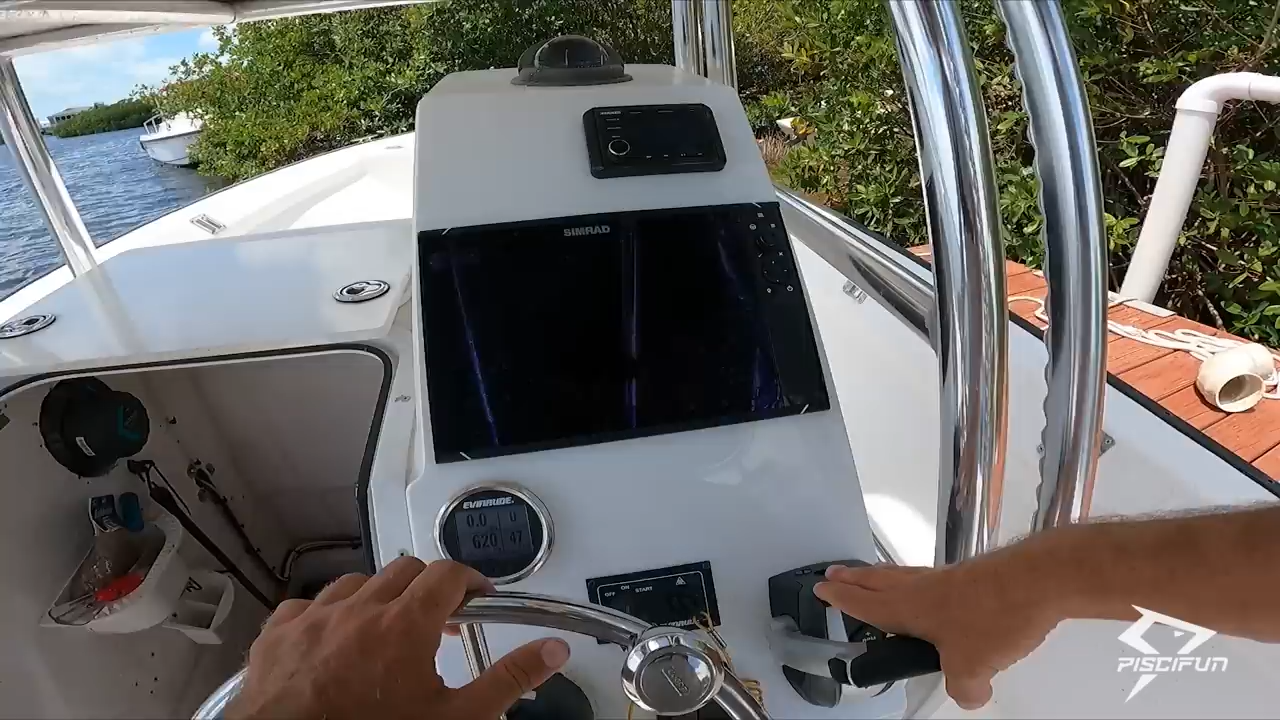 SIMRAD
EVINRUDE.
0.0 0
620 47
OFF ON START
PISCIFUN